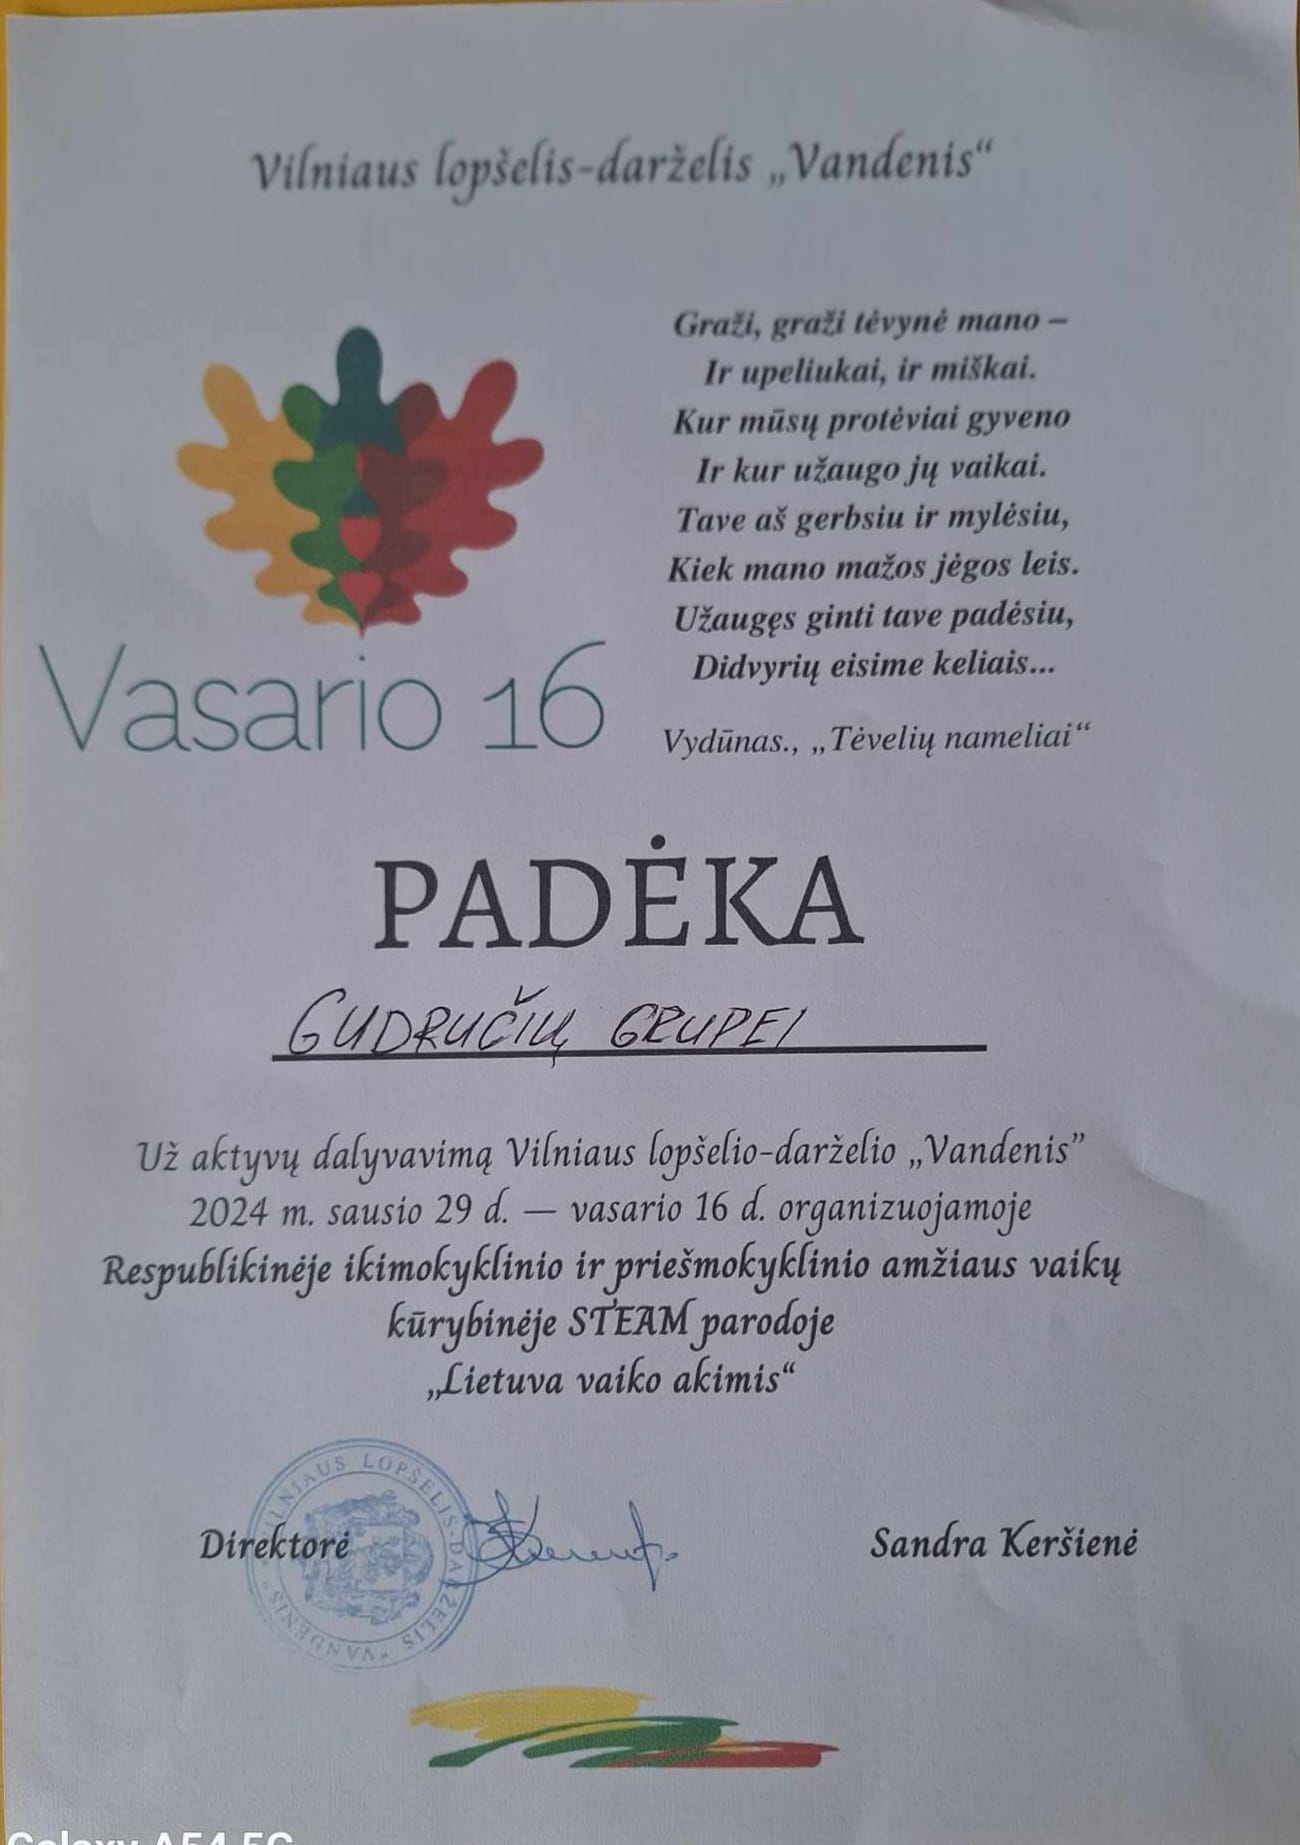 Vilniaus lopšelis-darželis „Vandenis“
Graži, graži tėvynė mano –
Ir upeliukai, ir miškai.
Kur mūsų protėviai gyveno
Ir kur užaugo jų vaikai.
Tave aš gerbsiu ir mylėsiu,
Kiek mano mažos jėgos leis.
Užaugęs ginti tave padėsiu,
Didvyrių eisime keliais...
Vydūnas., „Tėvelių nameliai“
Vasario 16
PADĖKA
GUDRUČIŲ GRUPEI
Už aktyvų dalyvavimą Vilniaus lopšelio-darželio „Vandenis”
2024 m. sausio 29 d. — vasario 16 d. organizuojamoje
Respublikinėje ikimokyklinio ir priešmokyklinio amžiaus vaikų
kūrybinėje STEAM parodoje
„Lietuva vaiko akimis“
VILNIAUS LOPŠELIS-DARŽELIS "VANDENIS"
Direktorė
Sandra Keršienė
Galaxy A54 5G